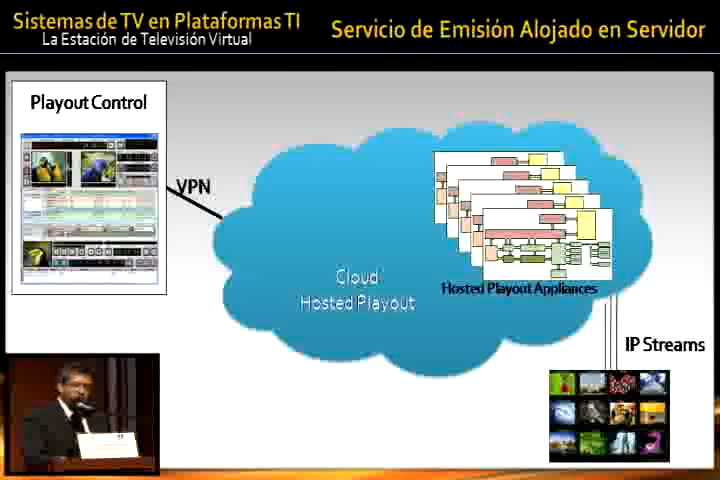 Sistemas de TV en Plataformas TI
La Estación de Televisión Virtual
Servicio de Emisión Alojado en Servidor
Playout Control
VPN
Cloud
Hosted Playout
Hosted Playout Appliances
IP Streams